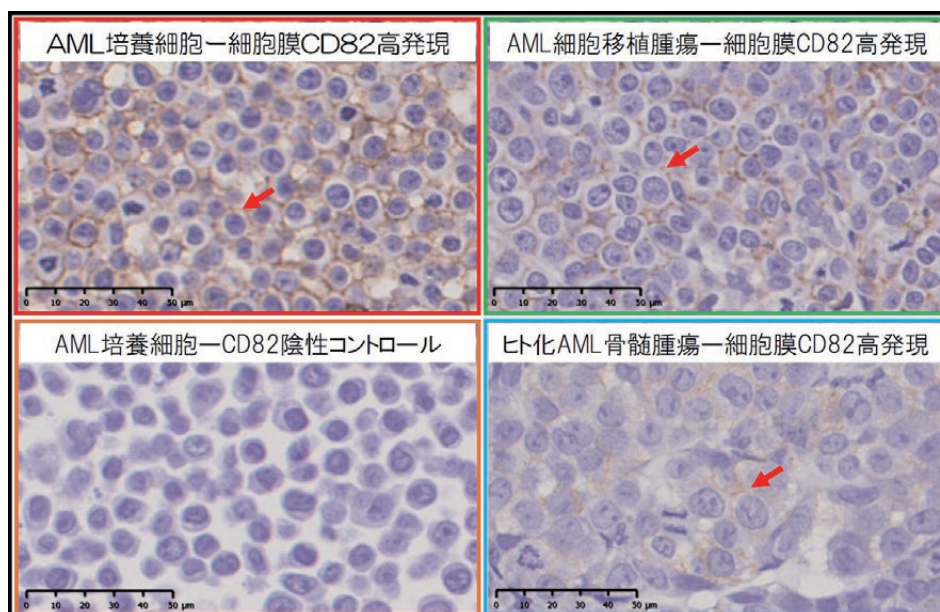 AML培養細胞ー細胞膜CD82高発現
AML細胞移植腫瘍ー細胞膜CD82高発現
0 10 20 30 40 50 μm
0 10 20 30 40 50 μm
AML培養細胞ーCD82陰性コントロール
ヒト化AML骨髄腫瘍ー細胞膜CD82高発現
0 10 20 30 40 50 μm
0 10 20 30 40 50 μm